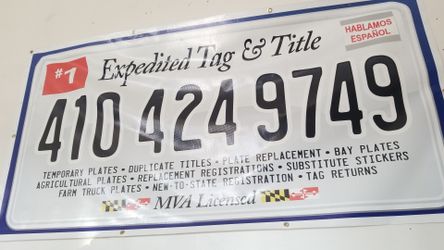 #1
Expedited Tag & Title
HABLAMOS
ESPAÑOL
410 424 9749
TEMPORARY PLATES • DUPLICATE TITLES • PLATE REPLACEMENT • BAY PLATES
AGRICULTURAL PLATES • REPLACEMENT REGISTRATIONS • SUBSTITUTE STICKERS
FARM TRUCK PLATES • NEW-TO-STATE REGISTRATION • TAG RETURNS
MVA Licensed